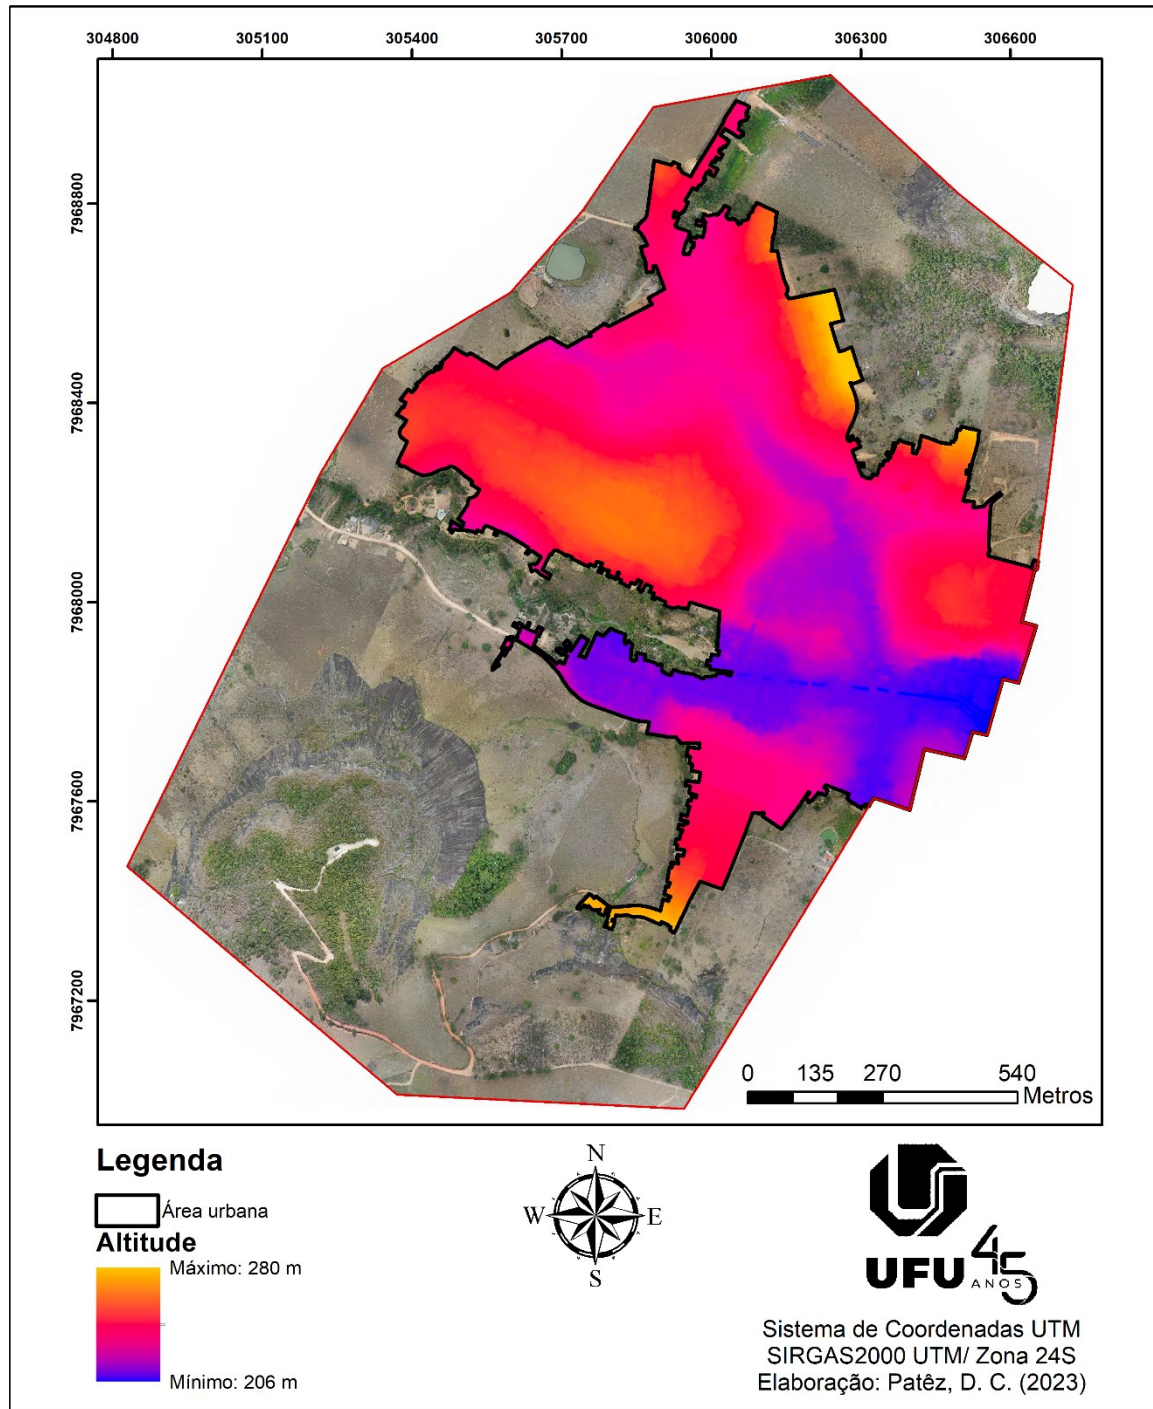 304800 305100 305400 305700 306000 306300 306600
7968800
7968400
7968000
7967600
7967200
0 135 270 540
Metros
Legenda
Área urbana
Altitude
Máximo: 280 m
Mínimo: 206 m
N
W E
S
UFU 45
ANOS
Sistema de Coordenadas UTM
SIRGAS2000 UTM/ Zona 24S
Elaboração: Patêz, D. C. (2023)